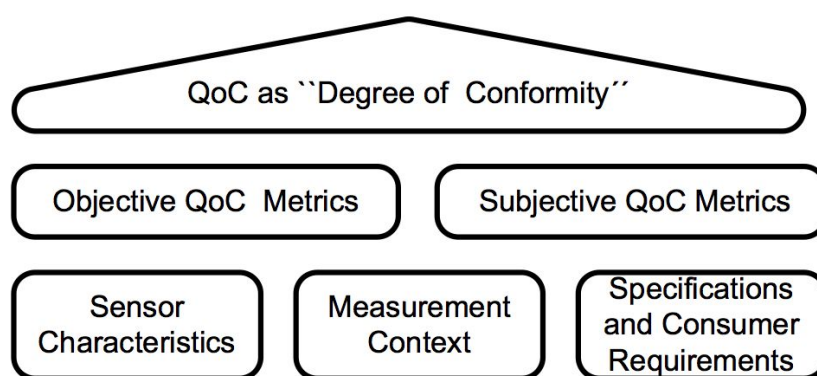 QoC as ``Degree of Conformity´´
Objective QoC Metrics
Subjective QoC Metrics
Sensor
Characteristics
Measurement
Context
Specifications
and Consumer
Requirements